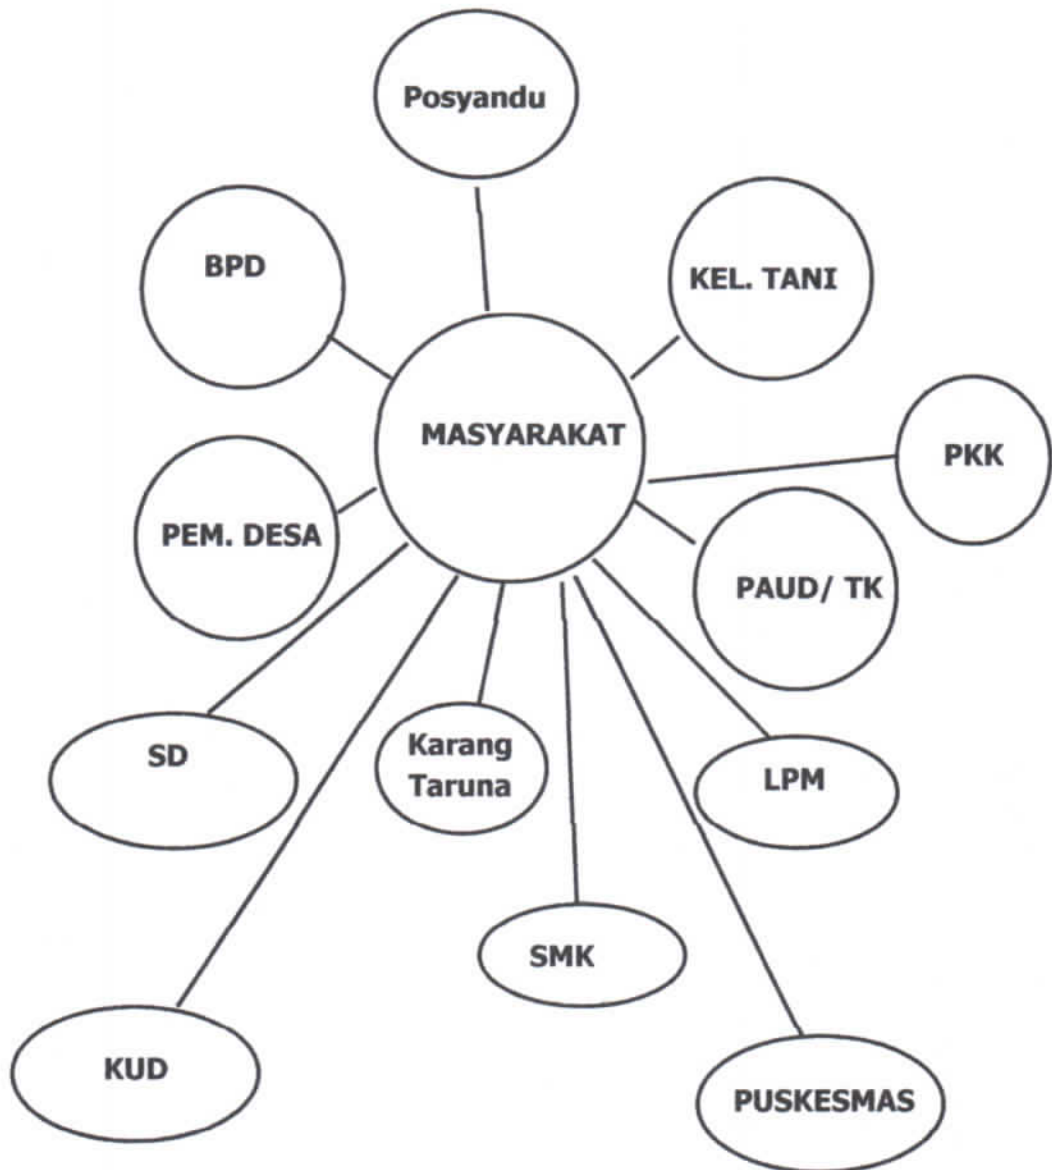 Posyandu
BPD
KEL. TANI
MASYARAKAT
PKK
PEM. DESA
PAUD/ TK
SD
Karang
Taruna
LPM
SMK
KUD
PUSKESMAS